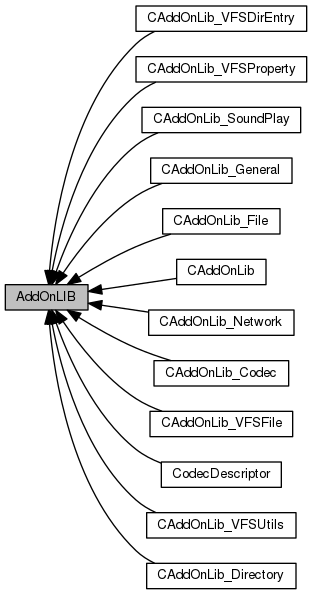 CAddOnLib_VFSDirEntry
CAddOnLib_VFSProperty
CAddOnLib_SoundPlay
CAddOnLib_General
CAddOnLib_File
CAddOnLib
AddOnLIB
CAddOnLib_Network
CAddOnLib_Codec
CAddOnLib_VFSFile
CodecDescriptor
CAddOnLib_VFSUtils
CAddOnLib_Directory